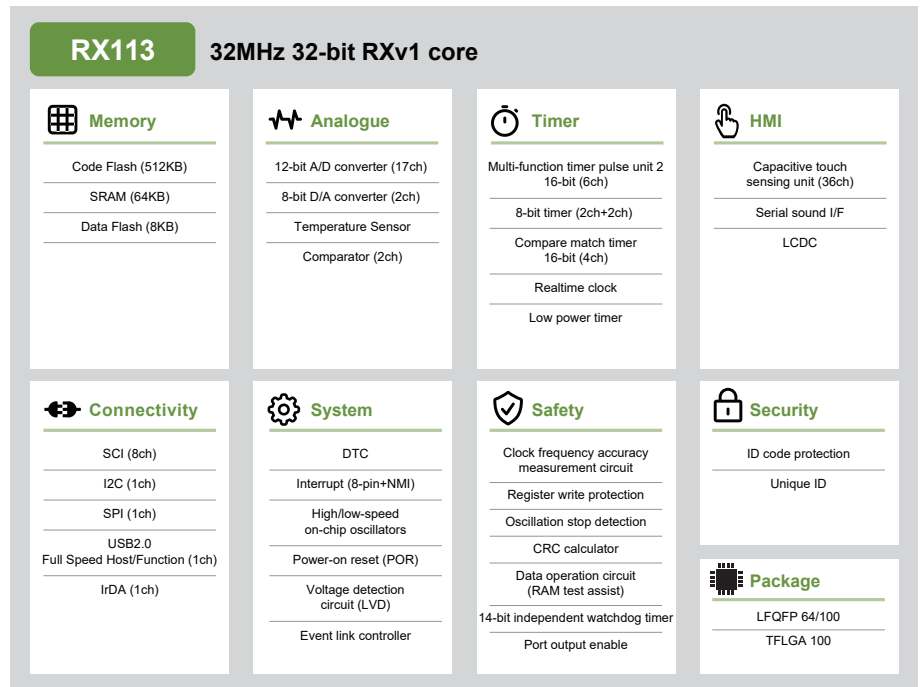 RX113
32MHz 32-bit RXv1 core
Memory
Code Flash (512KB)
SRAM (64KB)
Data Flash (8KB)
Analogue
12-bit A/D converter (17ch)
8-bit D/A converter (2ch)
Temperature Sensor
Comparator (2ch)
Timer
Multi-function timer pulse unit 2
16-bit (6ch)
8-bit timer (2ch+2ch)
Compare match timer
16-bit (4ch)
Realtime clock
Low power timer
HMI
Capacitive touch
sensing unit (36ch)
Serial sound I/F
LCDC
Connectivity
SCI (8ch)
I2C (1ch)
SPI (1ch)
USB2.0
Full Speed Host/Function (1ch)
IrDA (1ch)
System
DTC
Interrupt (8-pin+NMI)
High/low-speed
on-chip oscillators
Power-on reset (POR)
Voltage detection
circuit (LVD)
Event link controller
Safety
Clock frequency accuracy
measurement circuit
Register write protection
Oscillation stop detection
CRC calculator
Data operation circuit
(RAM test assist)
14-bit independent watchdog timer
Port output enable
Security
ID code protection
Unique ID
Package
LFQFP 64/100
TFLGA 100